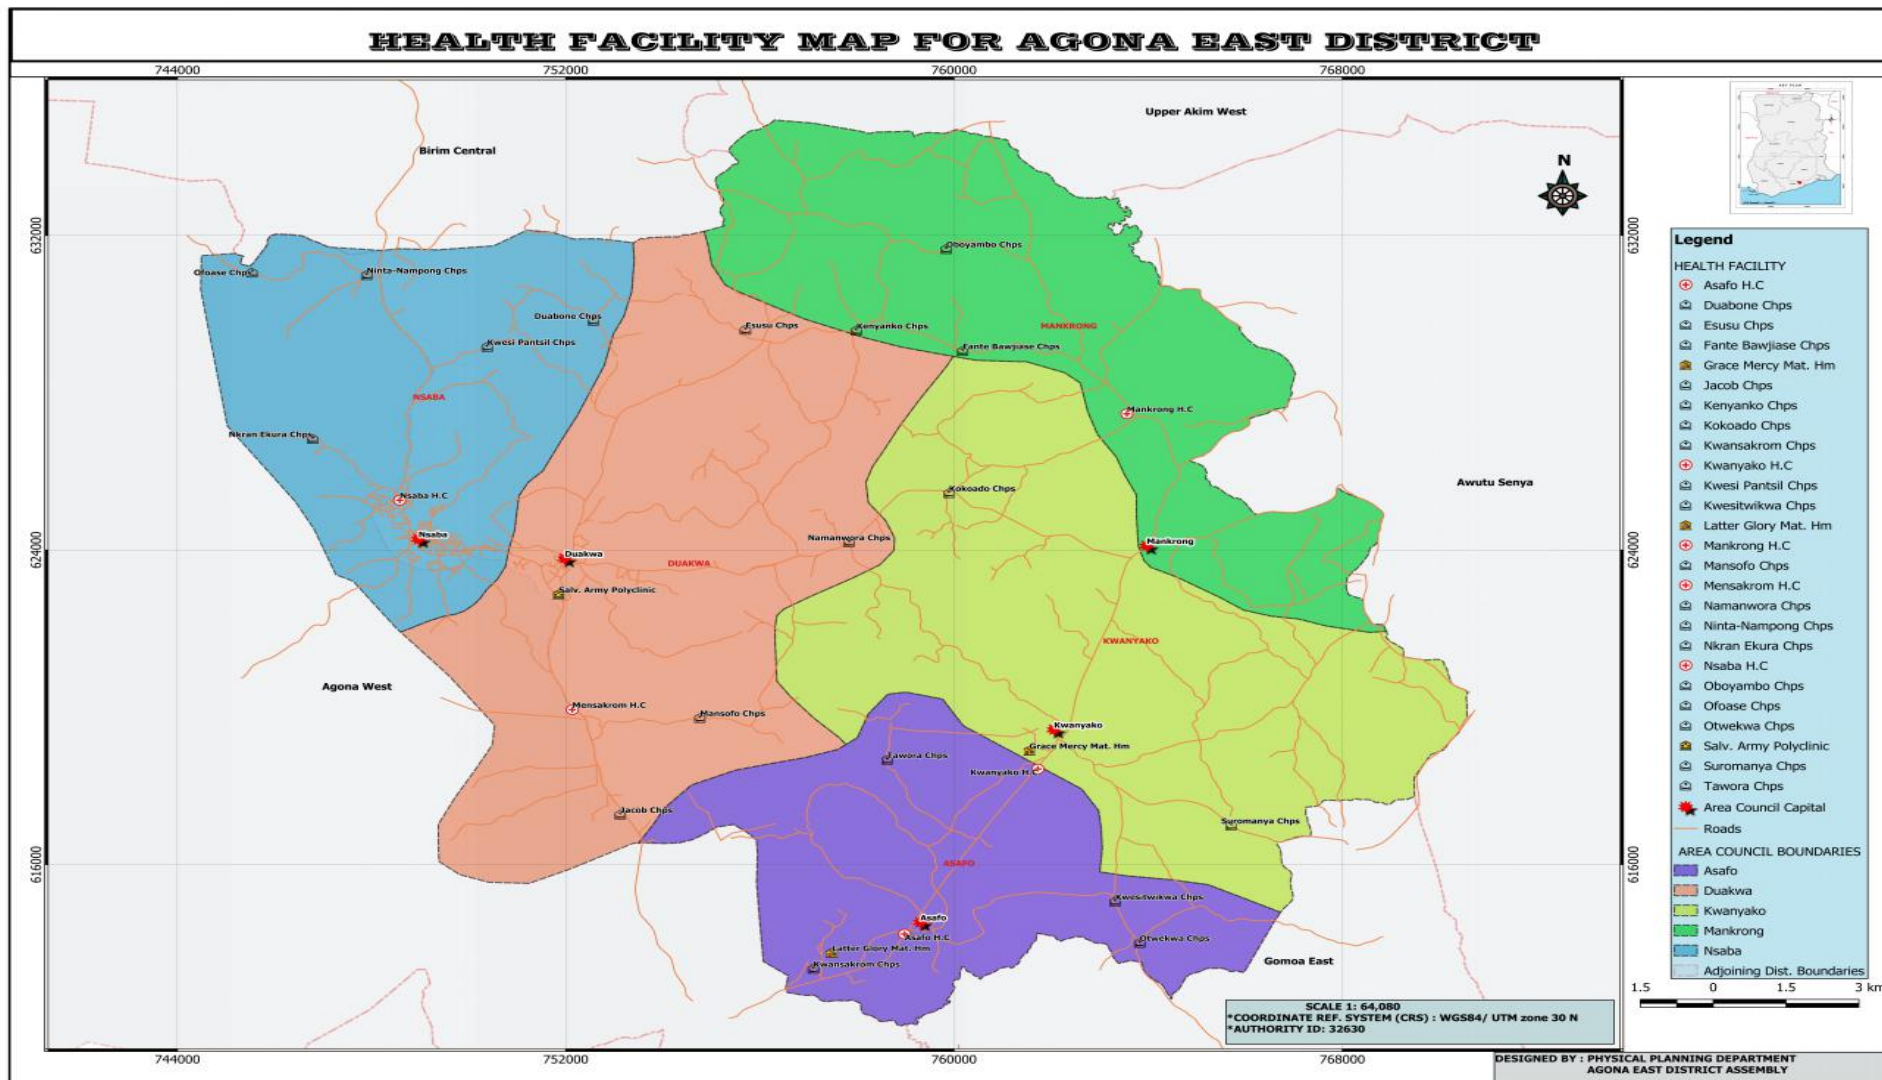 HEALTH FACILITY MAP FOR AGONA EAST DISTRICT
744000
752000
760000
768000
Upper Akim West
Birim Central
KEY PLAN
N
632000
632000
Oboyambo Chps
Ofoase Chps
Ninta-Nampong Chps
Duabone Chps
Esusu Chps
Kenyanko Chps
MANKRONG
Kwesi Pantsil Chps
Fante Bawjiase Chps
NSABA
Mankrong H.C
Nkran Ekura Chps
Awutu Senya
Kokoado Chps
Nsaba H.C
Nsaba
Namanwora Chps
Mankrong
624000
624000
Duakwa
DUAKWA
Salv. Army Polyclinic
KWANYAKO
Agona West
Mensakrom H.C
Mansofo Chps
Kwanyako
Grace Mercy Mat. Hm
Tawora Chps
Kwanyako H.C
Jacob Chps
Suromanya Chps
616000
616000
ASAFO
Kwesitwikwa Chps
Asafo
Asafo H.C
Otwekwa Chps
Latter Glory Mat. Hm
Kwansakrom Chps
Gomoa East
Legend
HEALTH FACILITY
Asafo H.C
Duabone Chps
Esusu Chps
Fante Bawjiase Chps
Grace Mercy Mat. Hm
Jacob Chps
Kenyanko Chps
Kokoado Chps
Kwansakrom Chps
Kwanyako H.C
Kwesi Pantsil Chps
Kwesitwikwa Chps
Latter Glory Mat. Hm
Mankrong H.C
Mansofo Chps
Mensakrom H.C
Namanwora Chps
Ninta-Nampong Chps
Nkran Ekura Chps
Nsaba H.C
Oboyambo Chps
Ofoase Chps
Otwekwa Chps
Salv. Army Polyclinic
Suromanya Chps
Tawora Chps
Area Council Capital
Roads
AREA COUNCIL BOUNDARIES
Asafo
Duakwa
Kwanyako
Mankrong
Nsaba
Adjoining Dist. Boundaries
1.5 0 1.5 3 km
SCALE 1: 64,080
*COORDINATE REF. SYSTEM (CRS) : WGS84/ UTM zone 30 N
*AUTHORITY ID: 32630
744000
752000
760000
768000
DESIGNED BY : PHYSICAL PLANNING DEPARTMENT
AGONA EAST DISTRICT ASSEMBLY